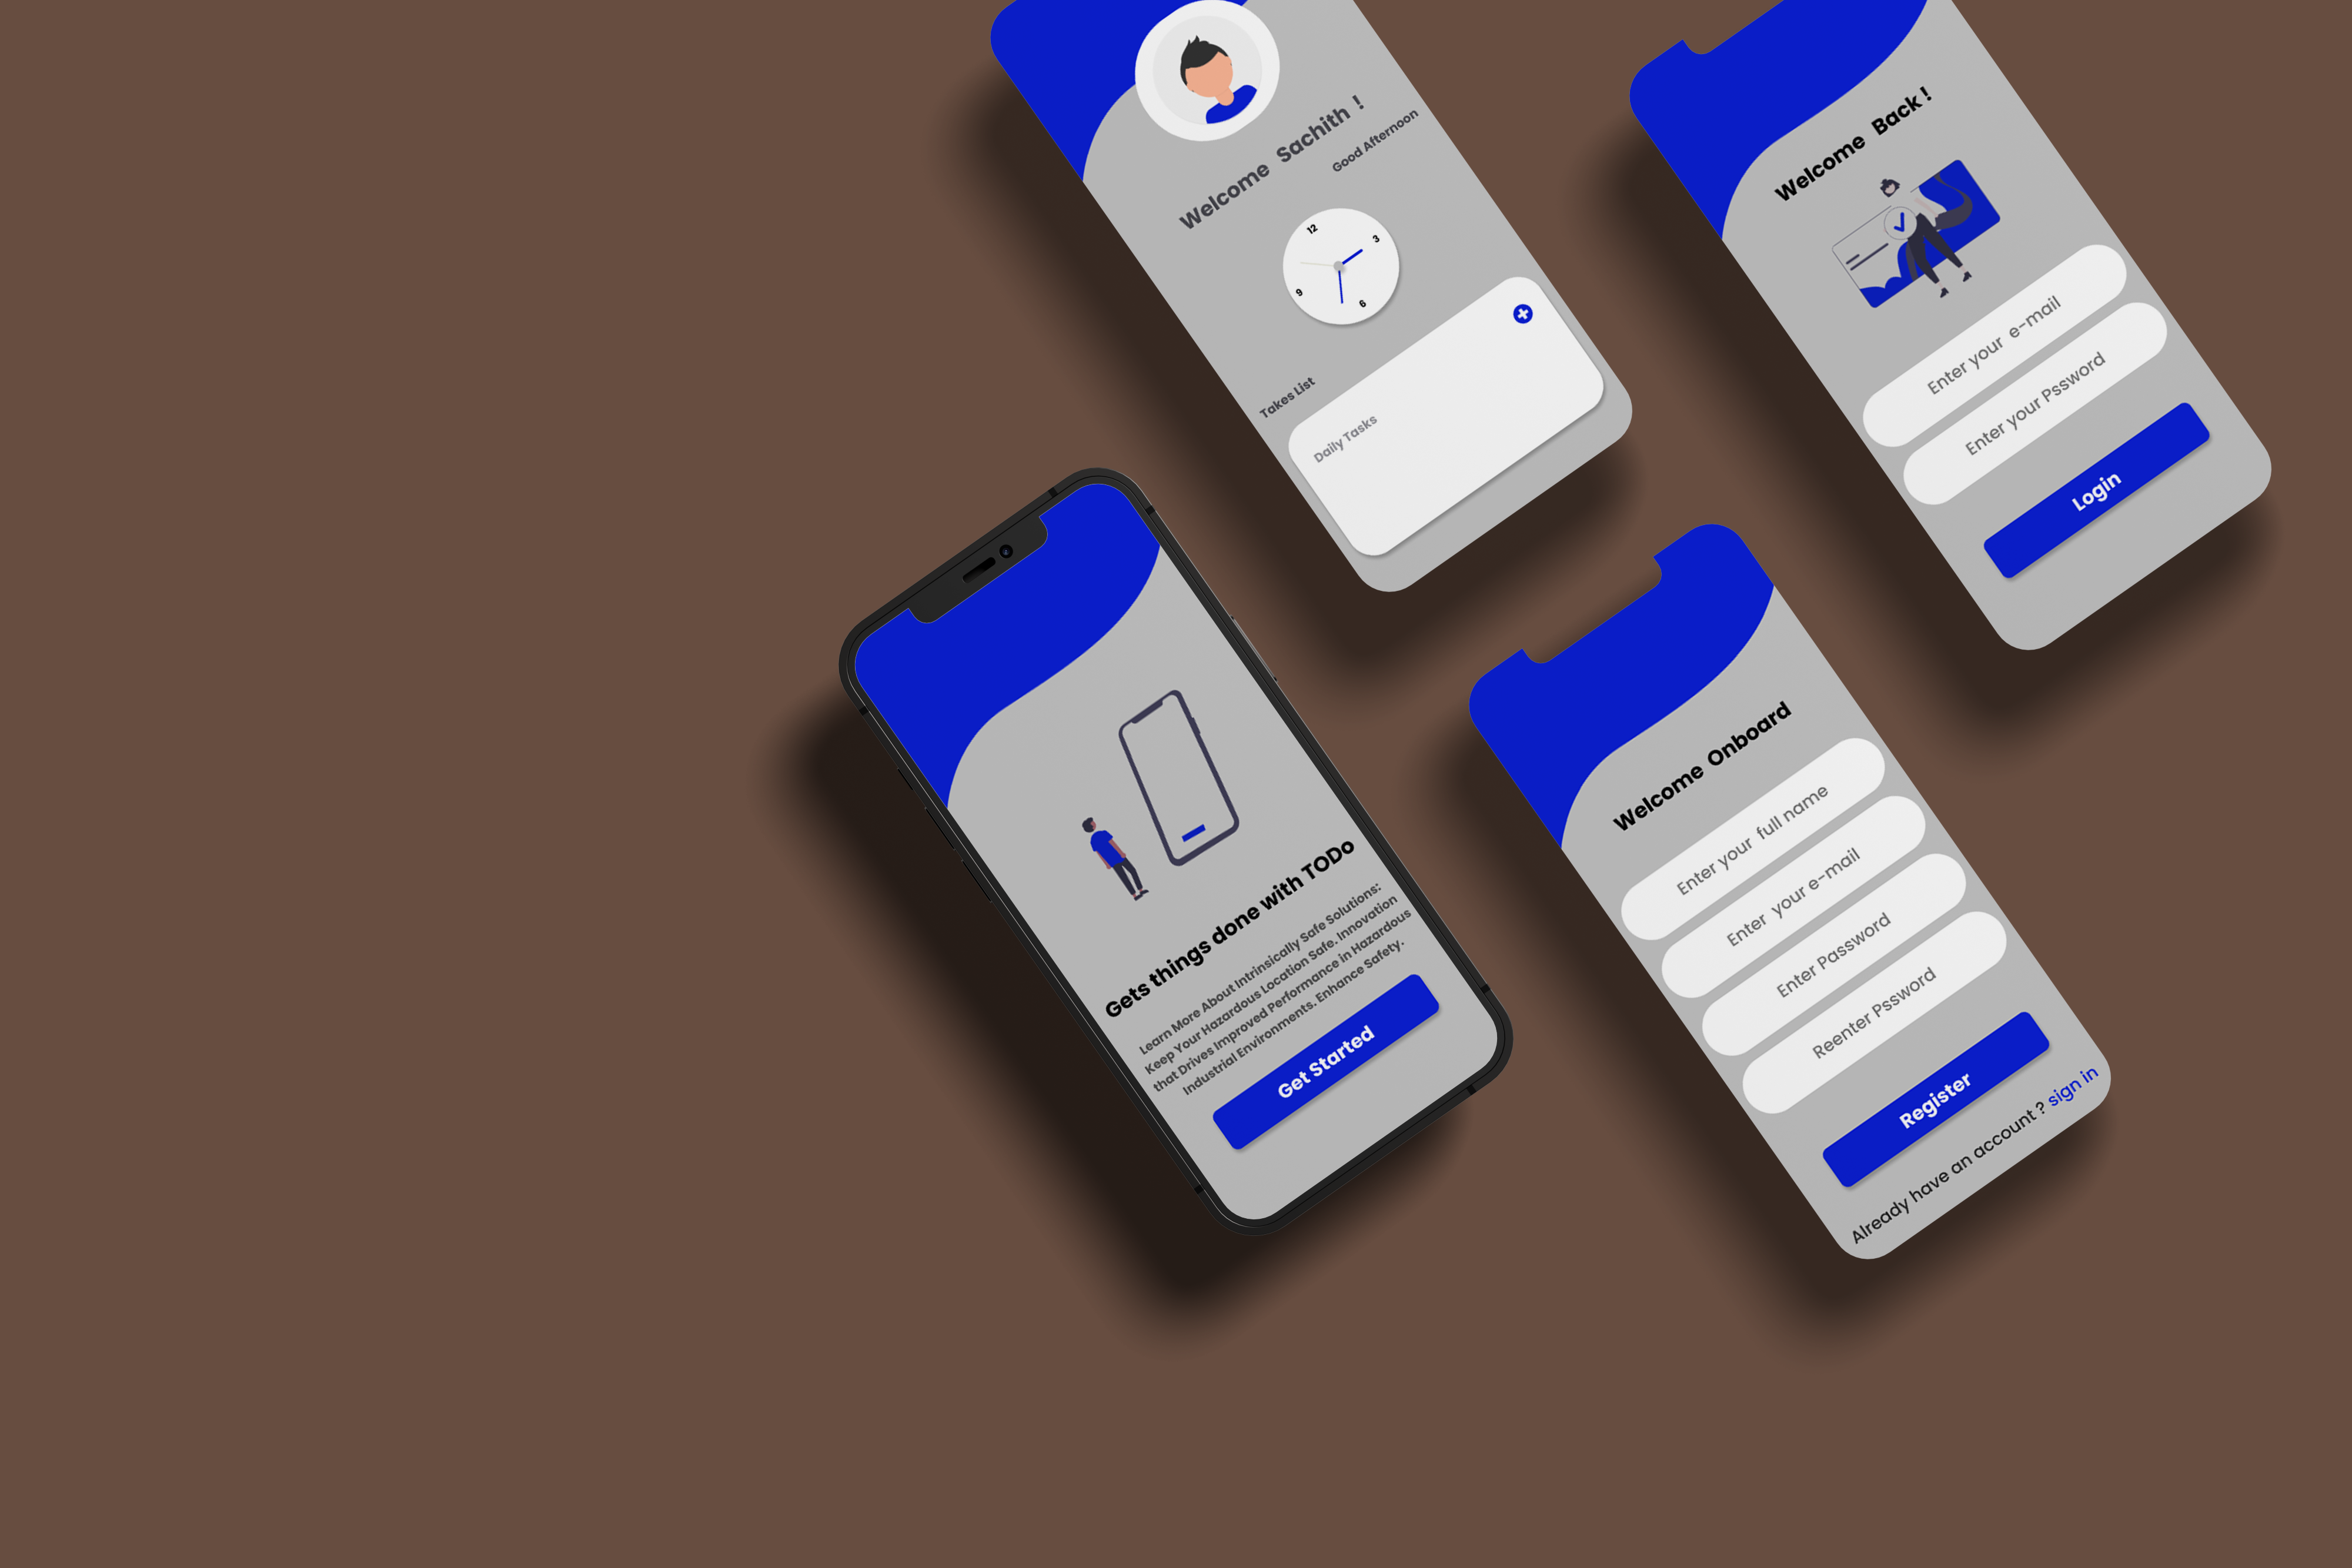 Welcome Sachith !
Good Afternoon
12
3
6
9
Takes List
Daily Tasks
Welcome Back !
Enter your e-mail
Enter your Pssword
Login
Gets things done with TODo
Learn More About Intrinsically Safe Solutions:
Keep Your Hazardous Location Safe. Innovation
that Drives Improved Performance in Hazardous
Industrial Environments. Enhance Safety.
Get Started
Welcome Onboard
Enter your full name
Enter your e-mail
Enter Password
Reenter Pssword
Register
Already have an account ? sign in